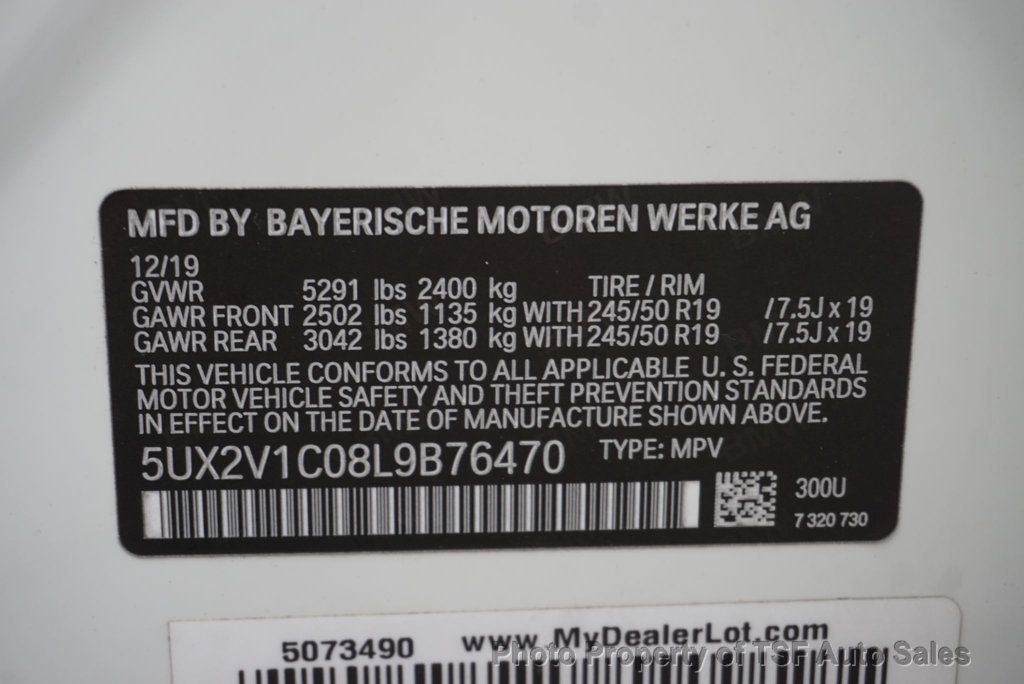 MFD BY BAYERISCHE MOTOREN WERKE AG
12/19
GVWR 5291 lbs 2400 kg TIRE / RIM
GAWR FRONT 2502 lbs 1135 kg WITH 245/50 R19 /7.5J x 19
GAWR REAR 3042 lbs 1380 kg WITH 245/50 R19 /7.5J x 19
THIS VEHICLE CONFORMS TO ALL APPLICABLE U. S. FEDERAL
MOTOR VEHICLE SAFETY AND THEFT PREVENTION STANDARDS
IN EFFECT ON THE DATE OF MANUFACTURE SHOWN ABOVE.
5UX2V1C08L9B76470 TYPE: MPV
300U
7 320 730
5073490 www.MyDealerLot.com
Photo Property of TSF Auto Sales